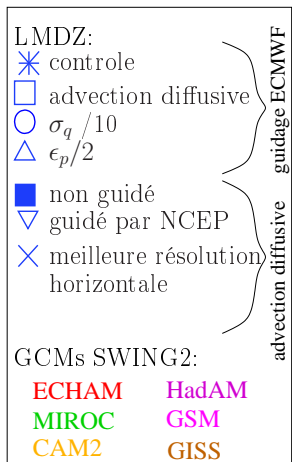 LMDZ:
controle
advection diffusive
σq /10
ϵp/2
guidage ECMWF
non guidé
guidé par NCEP
meilleure résolution
horizontale
advection diffusive
GCMs SWING2:
ECHAM HadAM
MIROC GSM
CAM2 GISS